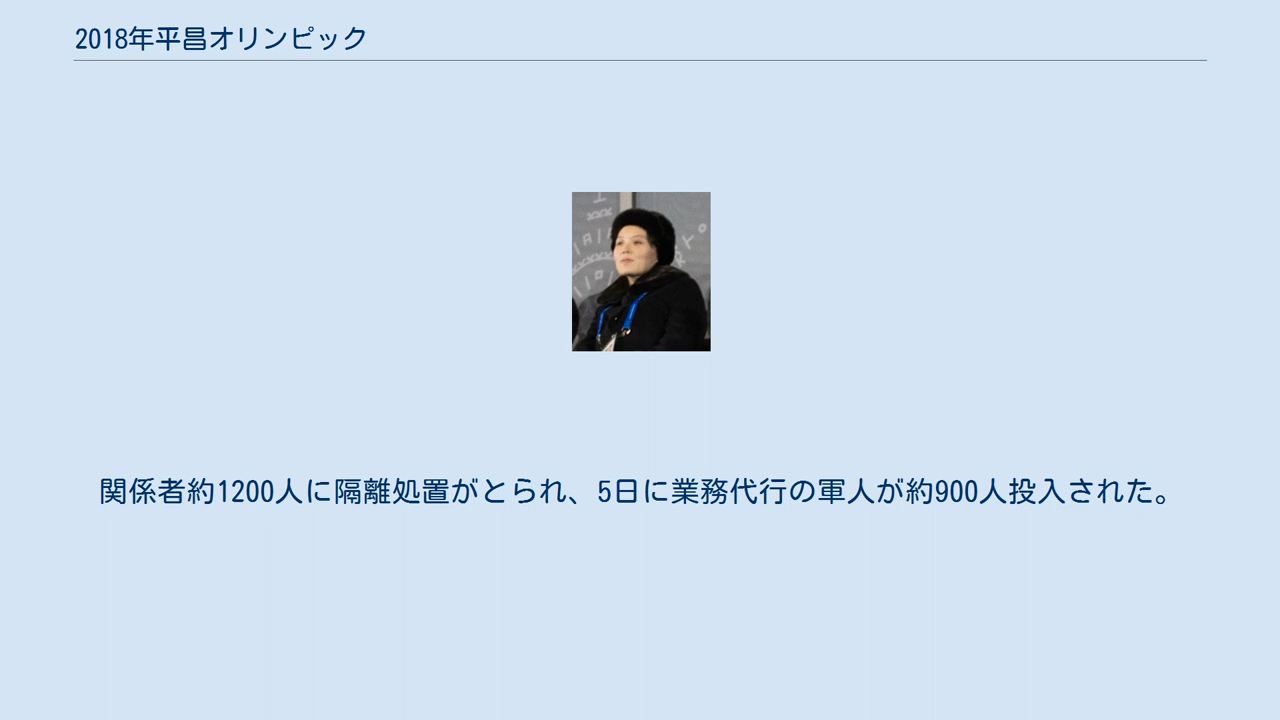 2018年平昌オリンピック
関係者約1200人に隔離処置がとられ、5日に業務代行の軍人が約900人投入された。